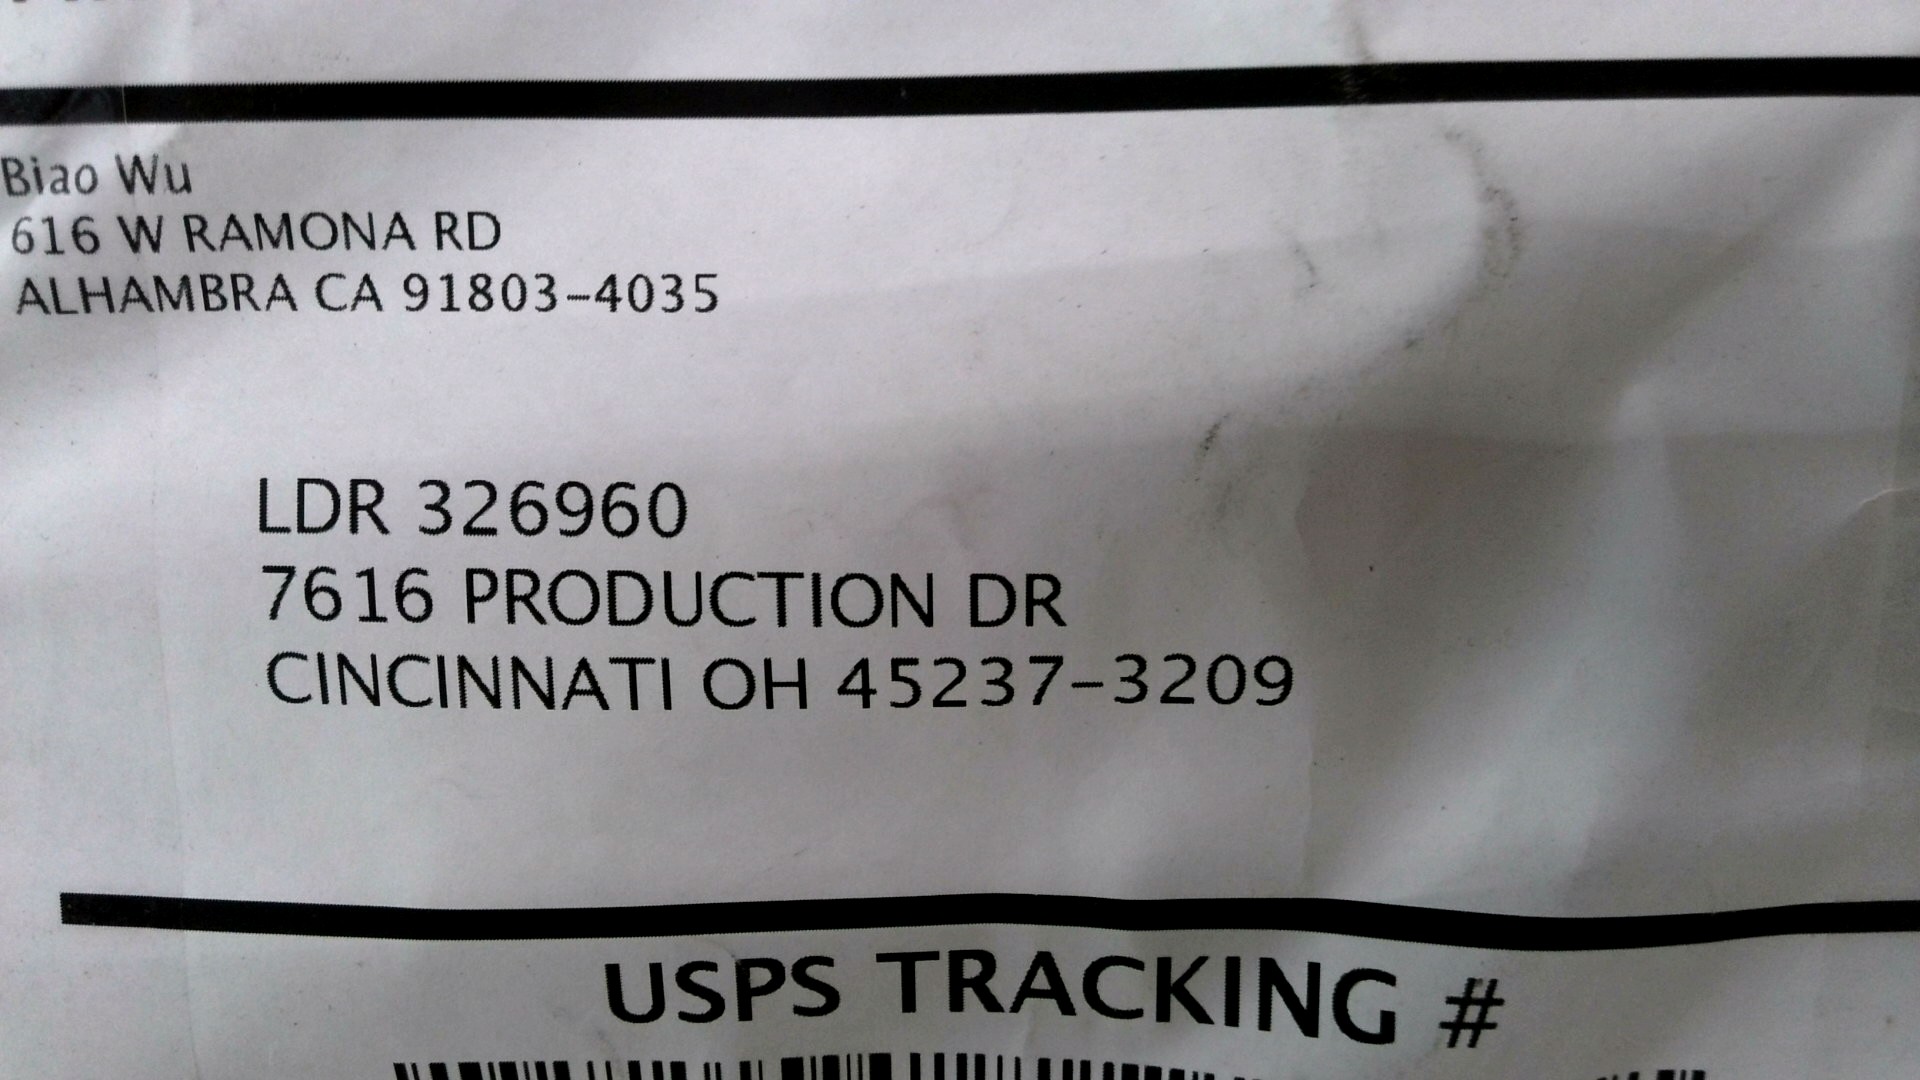 Biao Wu
616 W RAMONA RD
ALHAMBRA CA 91803-4035
LDR 326960
7616 PRODUCTION DR
CINCINNATI OH 45237-3209
USPS TRACKING #